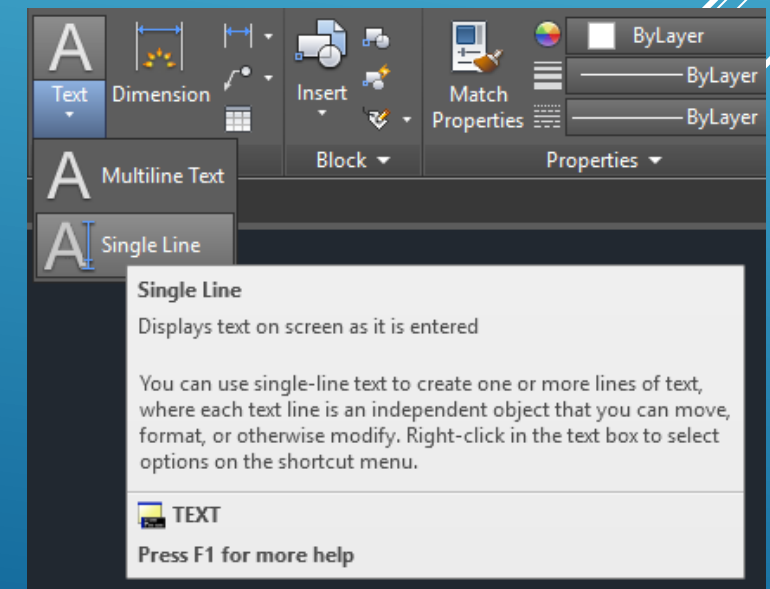 A
Text
Dimension
Insert
Match
Properties
ByLayer
ByLayer
ByLayer
Block
Properties
A Multiline Text
A Single Line
Single Line
Displays text on screen as it is entered
You can use single-line text to create one or more lines of text,
where each text line is an independent object that you can move,
format, or otherwise modify. Right-click in the text box to select
options on the shortcut menu.
TEXT
Press F1 for more help